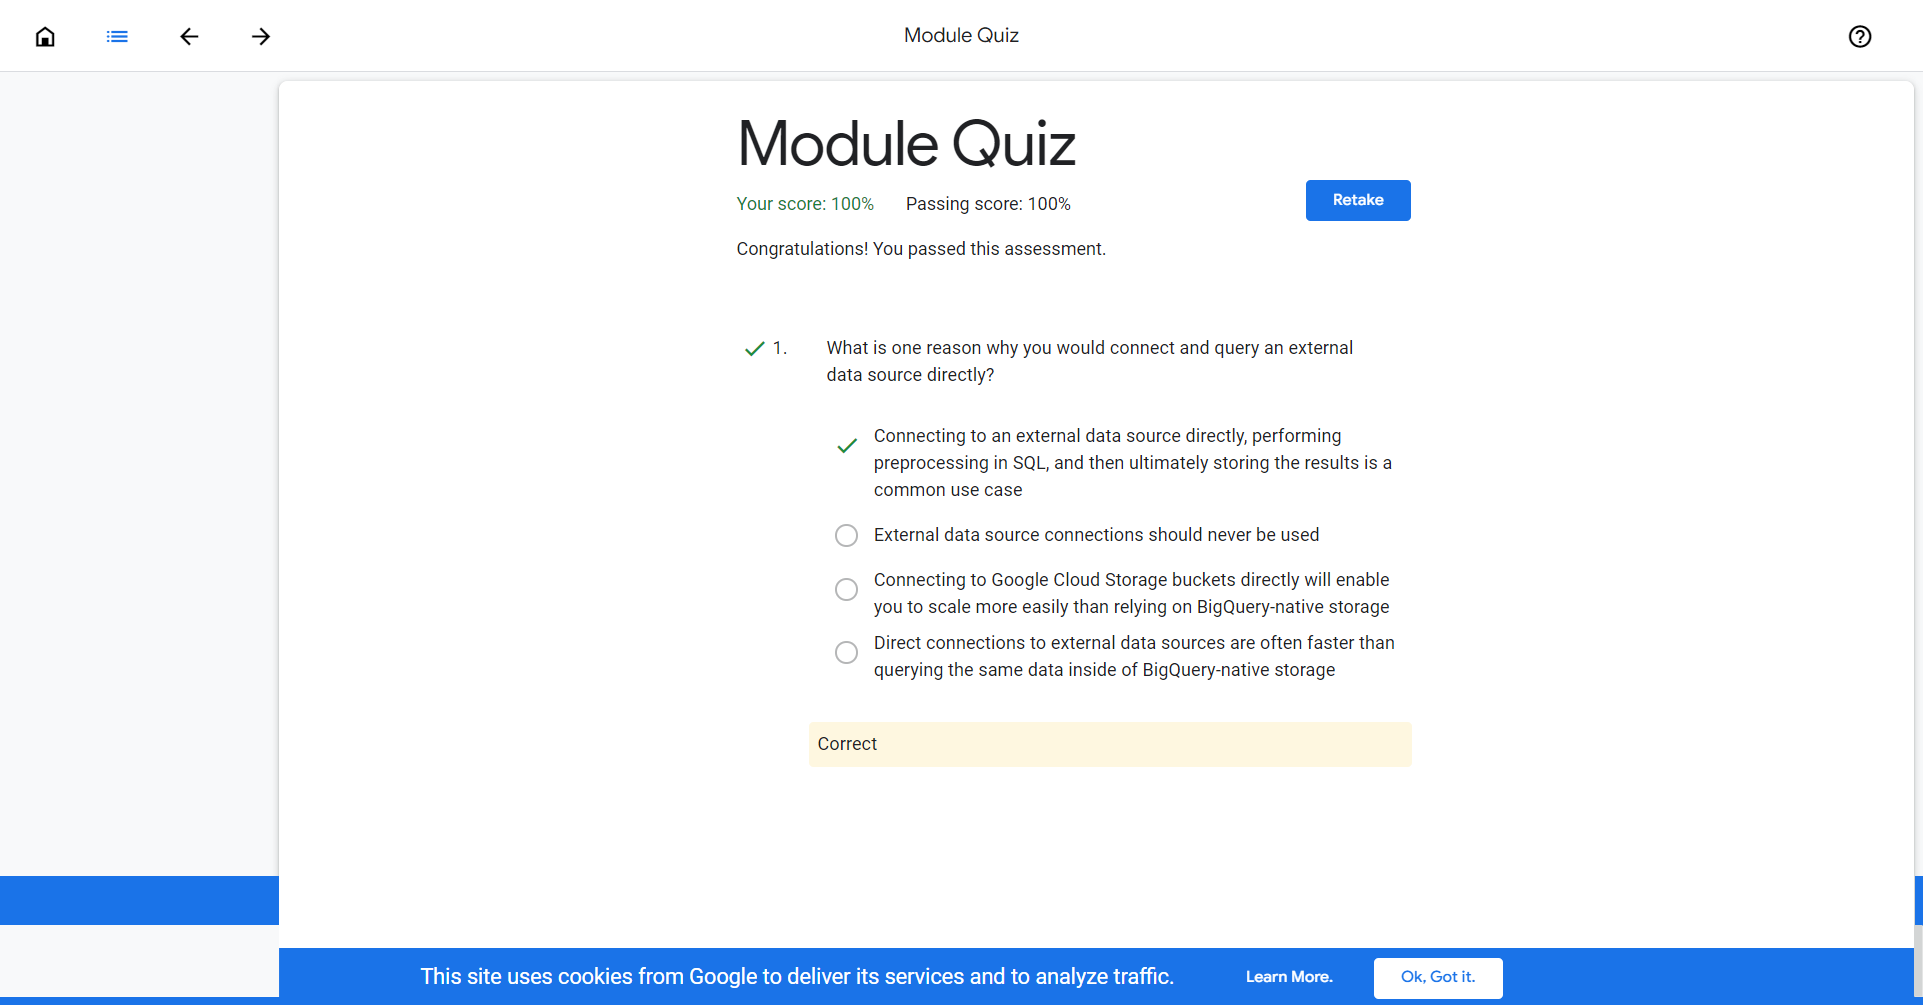 Module Quiz
Module Quiz
Your score: 100% Passing score: 100%
Retake
Congratulations! You passed this assessment.
1. What is one reason why you would connect and query an external
data source directly?
Connecting to an external data source directly, performing
preprocessing in SQL, and then ultimately storing the results is a
common use case
External data source connections should never be used
Connecting to Google Cloud Storage buckets directly will enable
you to scale more easily than relying on BigQuery-native storage
Direct connections to external data sources are often faster than
querying the same data inside of BigQuery-native storage
Correct
This site uses cookies from Google to deliver its services and to analyze traffic. Learn More. Ok, Got it.